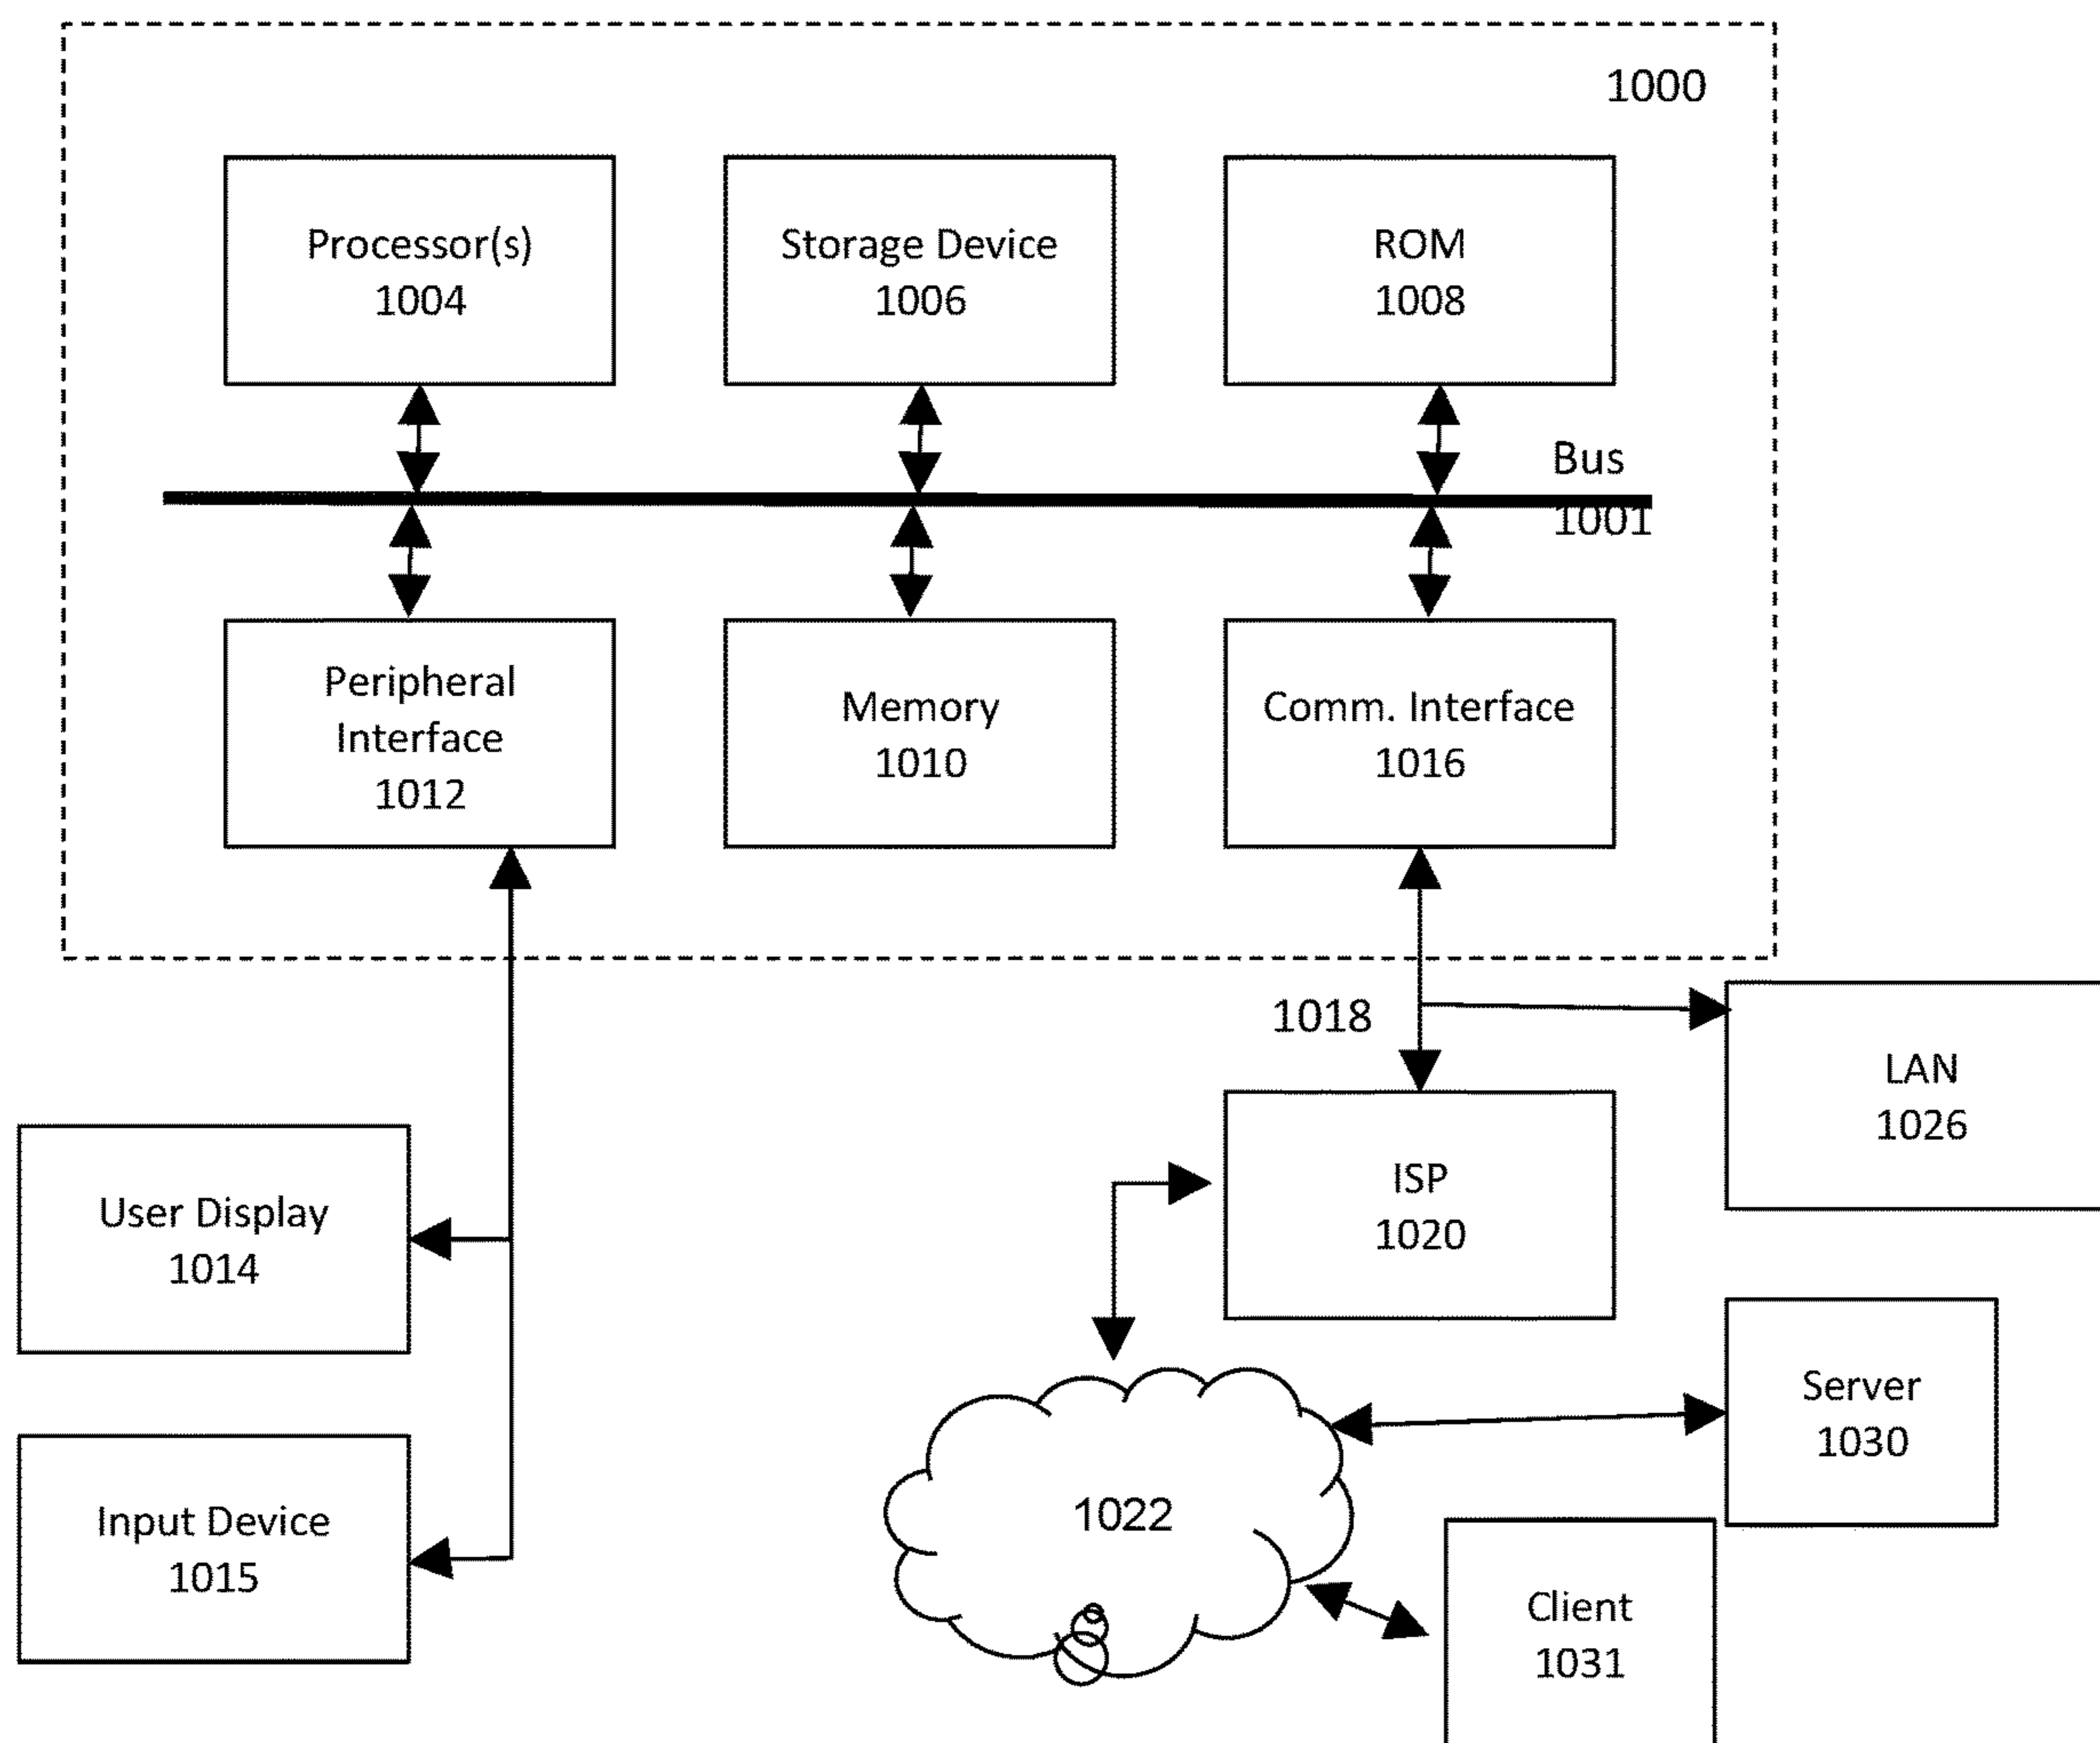 1000
Processor(s)
1004
Storage Device
1006
ROM
1008
Bus
1001
Peripheral
Interface
1012
Memory
1010
Comm. Interface
1016
1018
LAN
1026
ISP
1020
User Display
1014
Server
1030
Input Device
1015
1022
Client
1031